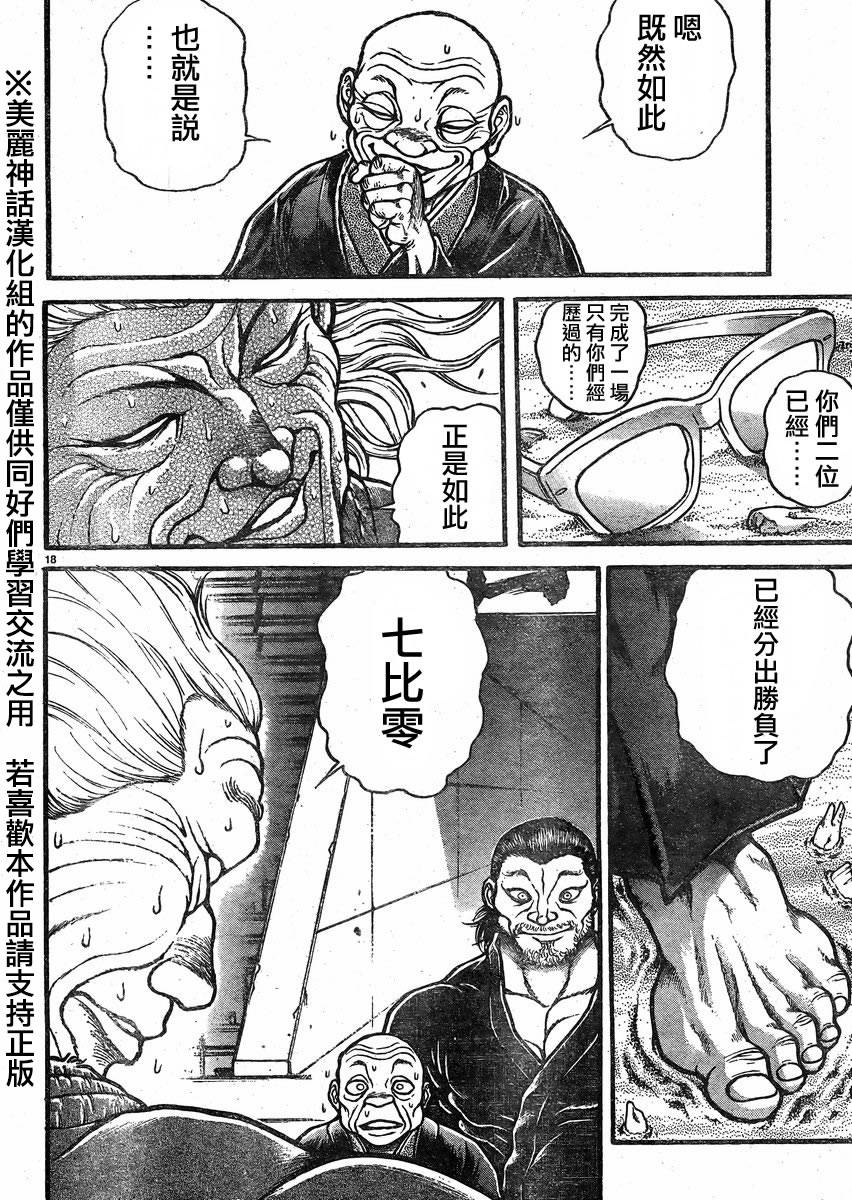 嗯
既然如此
也就是説
……
你們二位
已經……
完成了一場
只有你們經
歷過的……
正是如此
已經分出勝負了
七比零
18
※美麗神話漢化組的作品僅供同好們學習交流之用　若喜歡本作品請支持正版